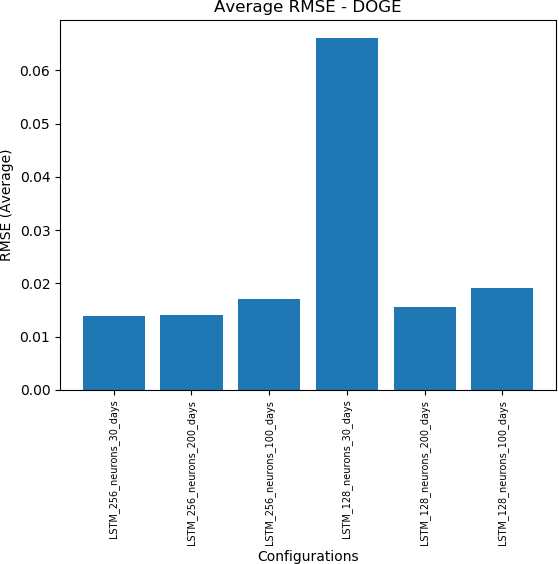 Average RMSE - DOGE
RMSE (Average)
0.06
0.05
0.04
0.03
0.02
0.01
0.00
LSTM_256_neurons_30_days
LSTM_256_neurons_200_days
LSTM_256_neurons_100_days
LSTM_128_neurons_30_days
LSTM_128_neurons_200_days
LSTM_128_neurons_100_days
Configurations